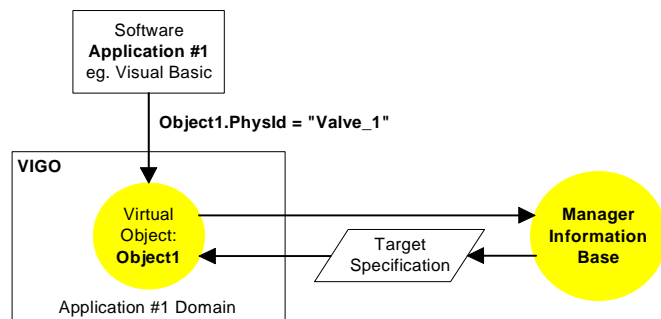 Software
Application #1
eg. Visual Basic
Object1.PhysId = "Valve_1"
VIGO
Virtual
Object:
Object1
Manager
Information
Base
Target
Specification
Application #1 Domain